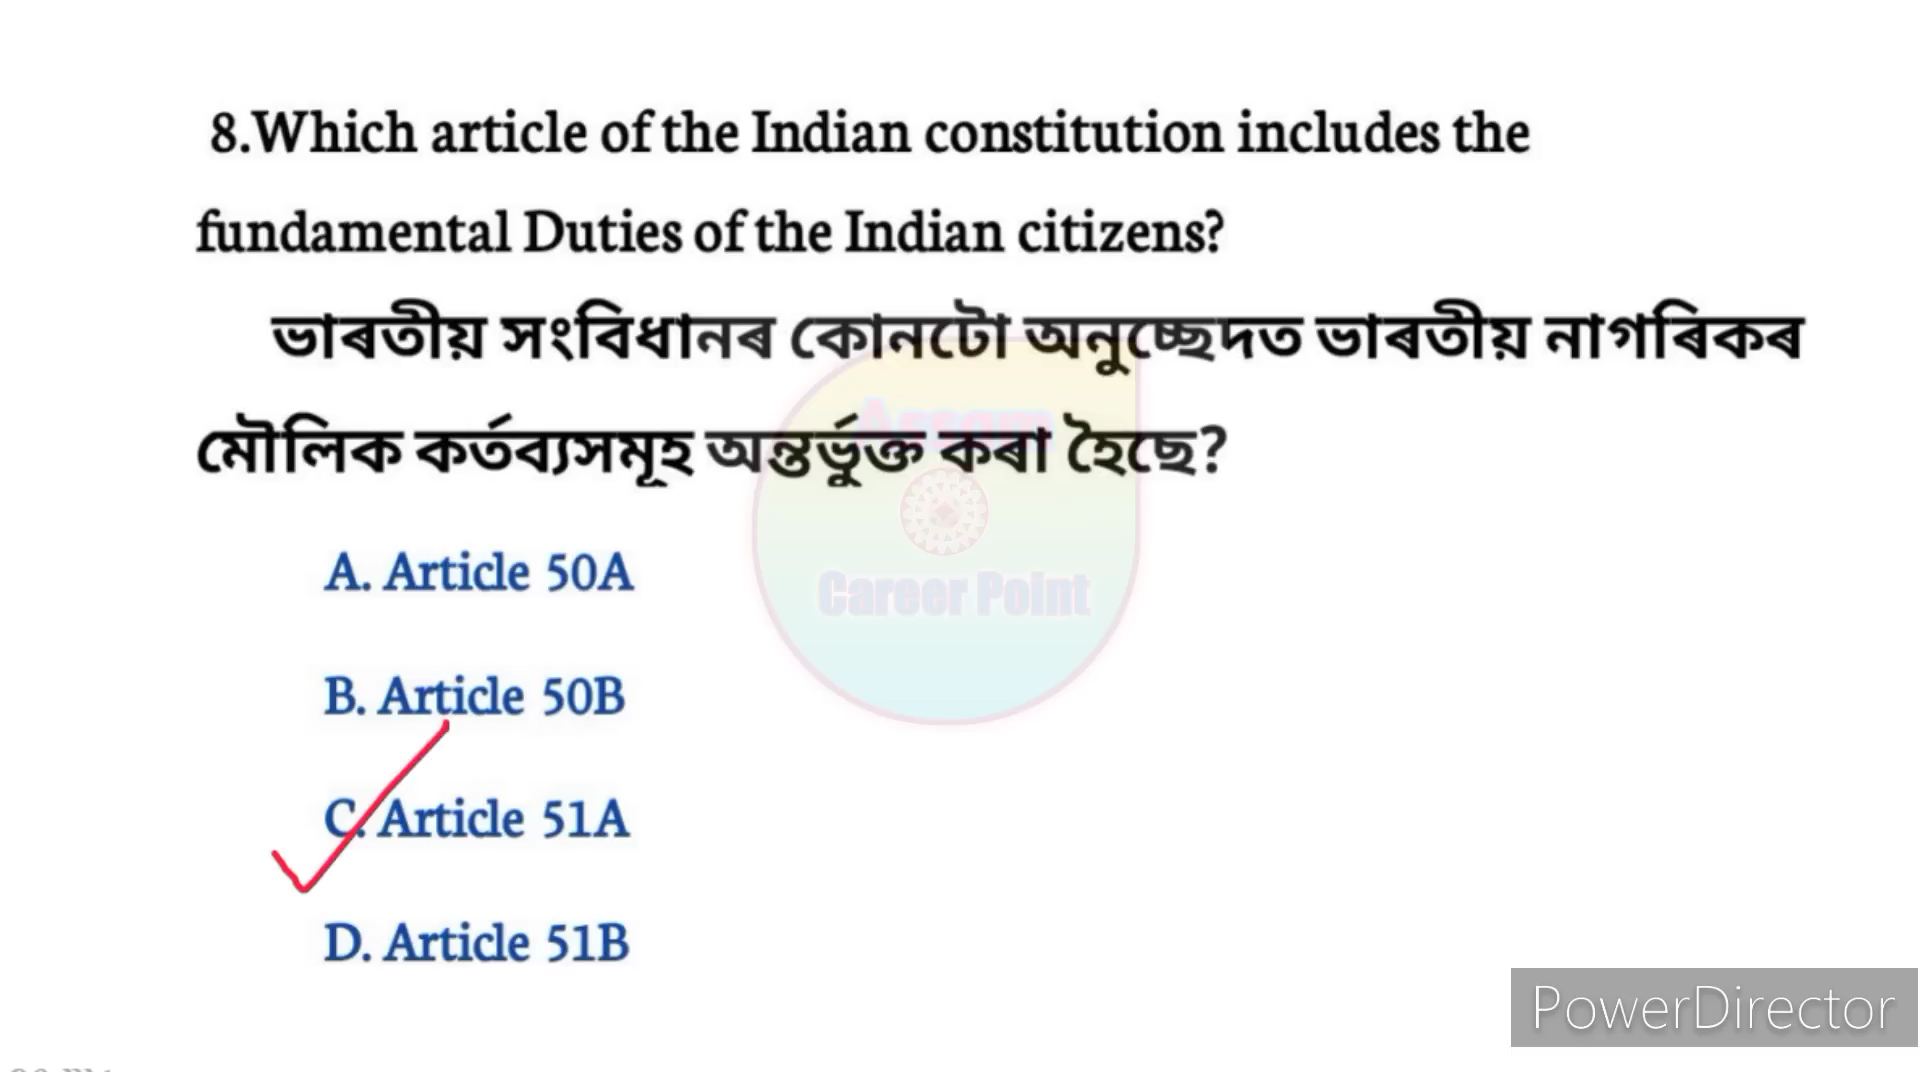 8.Which article of the Indian constitution includes the
fundamental Duties of the Indian citizens?
ভাৰতীয় সংবিধানৰ কোনটো অনুচ্ছেদত ভাৰতীয় নাগৰিকৰ
মৌলিক কৰ্তব্যসমূহ অন্তৰ্ভুক্ত কৰা হৈছে?
Assam
Career Point
A. Article 50A
B. Article 50B
C. Article 51A
D. Article 51B
PowerDirector